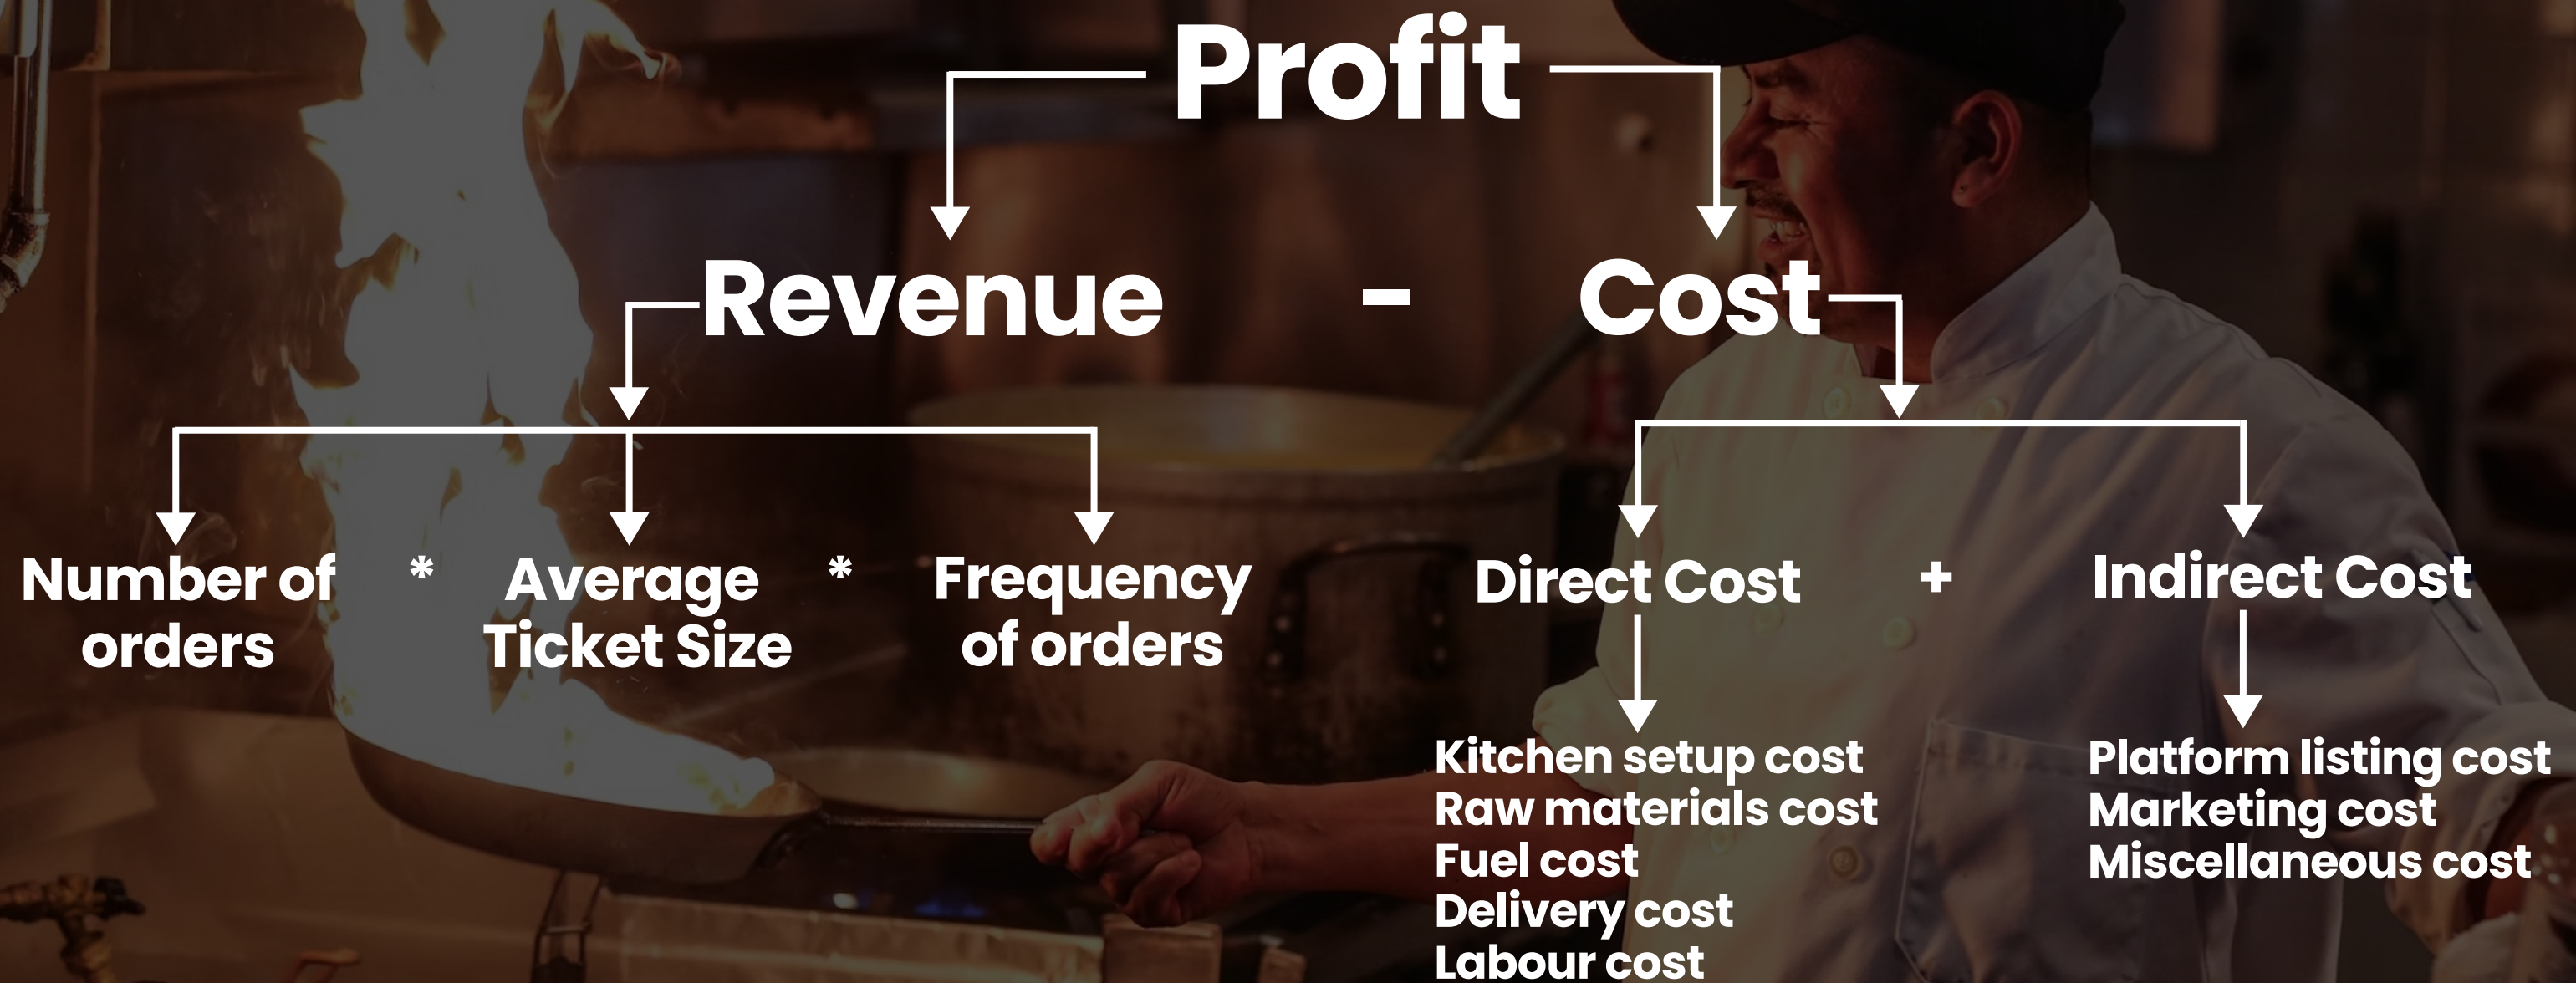 Profit
Revenue - Cost
Number of * Average * Frequency
orders Ticket Size of orders
Direct Cost + Indirect Cost
Kitchen setup cost
Raw materials cost
Fuel cost
Delivery cost
Labour cost
Platform listing cost
Marketing cost
Miscellaneous cost